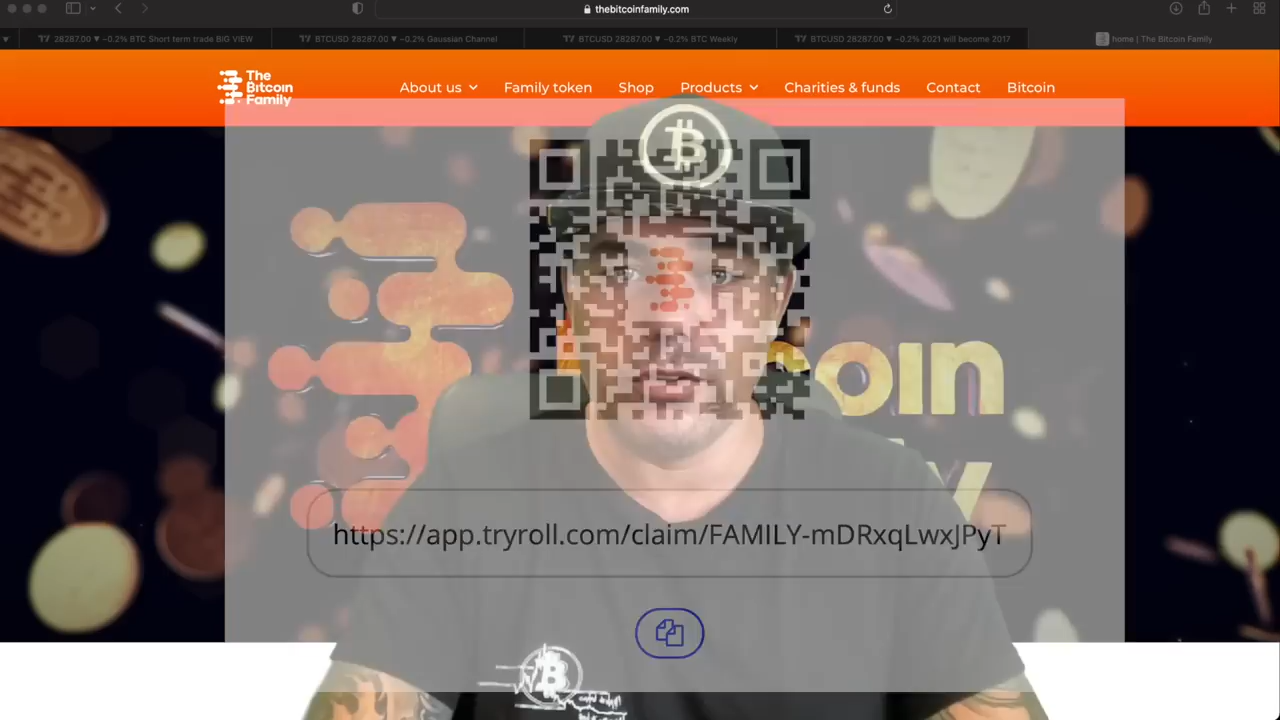 thebitcoinfamily.com
28287.00 ▼ −0.2% BTC Short term trade BIG VIEW
BTCUSD 28287.00 ▼ −0.2% Gaussian Channel
BTCUSD 28287.00 ▼ −0.2% BTC Weekly
BTCUSD 28287.00 ▼ −0.2% 2021 will become 2017
home | The Bitcoin Family
The
Bitcoin
Family
About us
Family token
Shop
Products
Charities & funds
Contact
Bitcoin
coin
y
https://app.tryroll.com/claim/FAMILY-mDRxqLwxJPyT